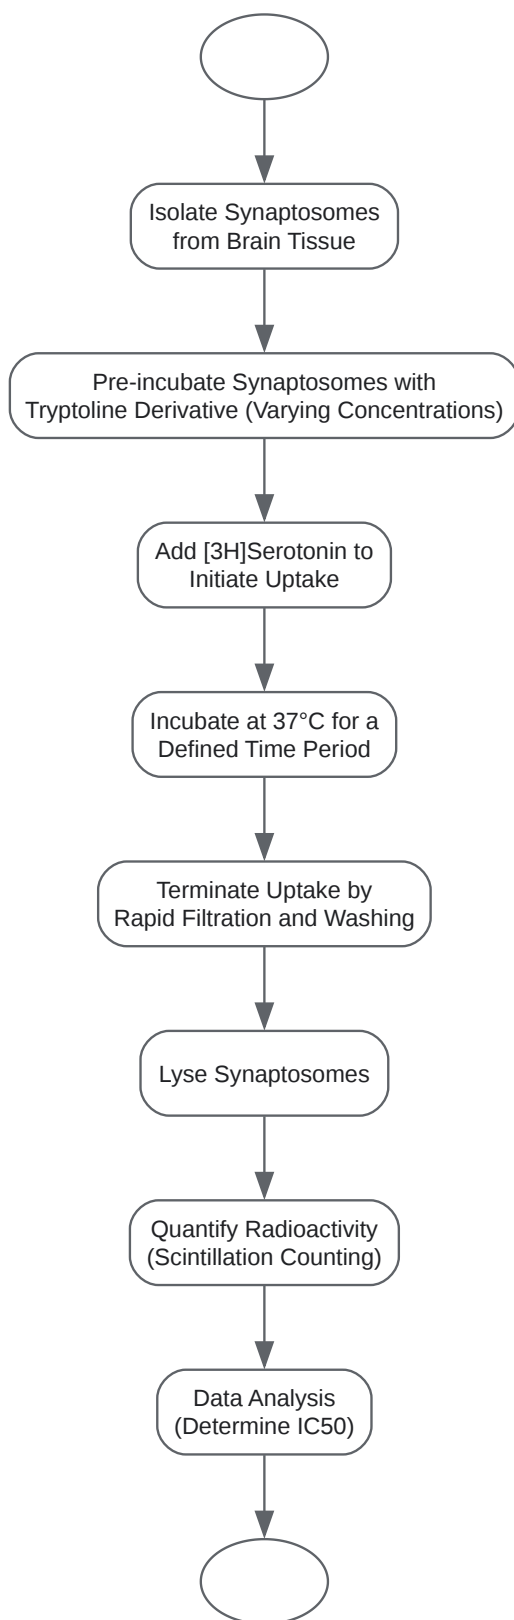 Isolate Synaptosomes
from Brain Tissue
Pre-incubate Synaptosomes with
Tryptoline Derivative (Varying Concentrations)
Add [3H]Serotonin to
Initiate Uptake
Incubate at 37°C for a
Defined Time Period
Terminate Uptake by
Rapid Filtration and Washing
Lyse Synaptosomes
Quantify Radioactivity
(Scintillation Counting)
Data Analysis
(Determine IC50)